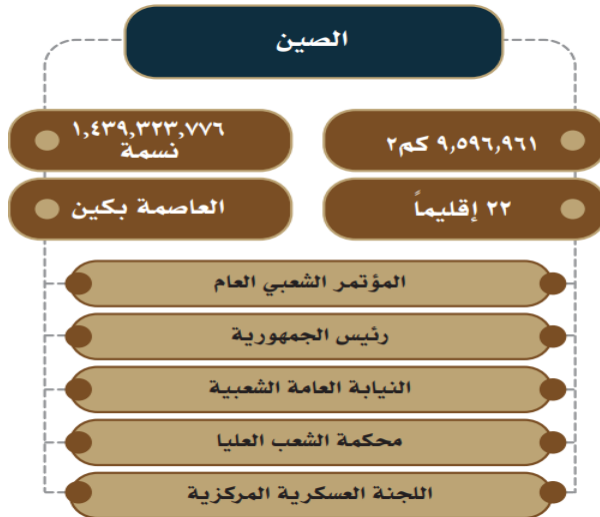 الصين
٩,٥٩٦,٩٦١ كم٢
١,٤٣٩,٣٢٣,٧٧٦
نسمة
٢٢ إقليماً
العاصمة بكين
المؤتمر الشعبي العام
رئيس الجمهورية
النيابة العامة الشعبية
محكمة الشعب العليا
اللجنة العسكرية المركزية